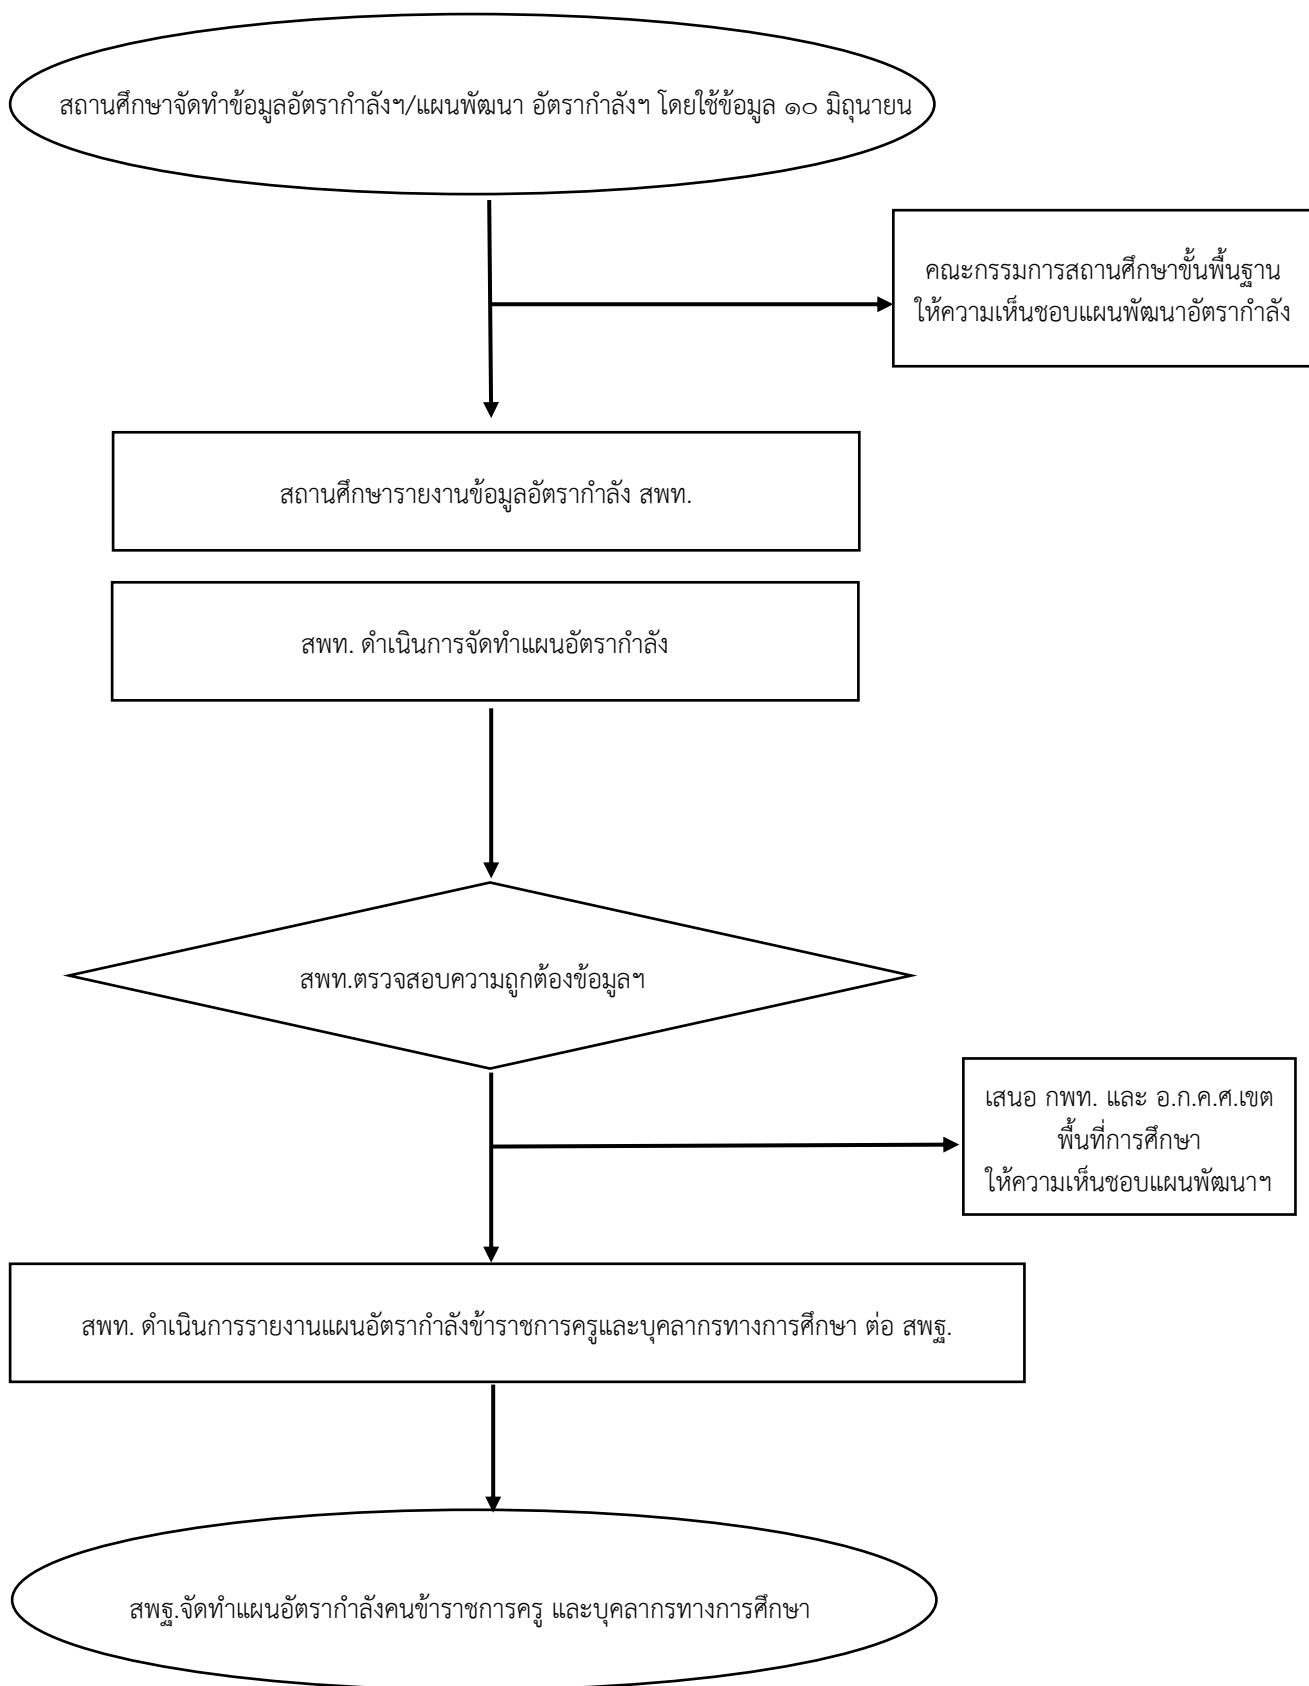 สถานศึกษาจัดทำข้อมูลอัตรากำลังฯ/แผนพัฒนา อัตรากำลังฯ โดยใช้ข้อมูล ๑๐ มิถุนายน
คณะกรรมการสถานศึกษาขั้นพื้นฐาน
ให้ความเห็นชอบแผนพัฒนาอัตรากำลัง
สถานศึกษารายงานข้อมูลอัตรากำลัง สพท.
สพท. ดำเนินการจัดทำแผนอัตรากำลัง
สพท.ตรวจสอบความถูกต้องข้อมูลฯ
เสนอ กพท. และ อ.ก.ค.ศ.เขต
พื้นที่การศึกษา
ให้ความเห็นชอบแผนพัฒนาฯ
สพท. ดำเนินการรายงานแผนอัตรากำลังข้าราชการครูและบุคลากรทางการศึกษา ต่อ สพฐ.
สพฐ.จัดทำแผนอัตรากำลังคนข้าราชการครู และบุคลากรทางการศึกษา